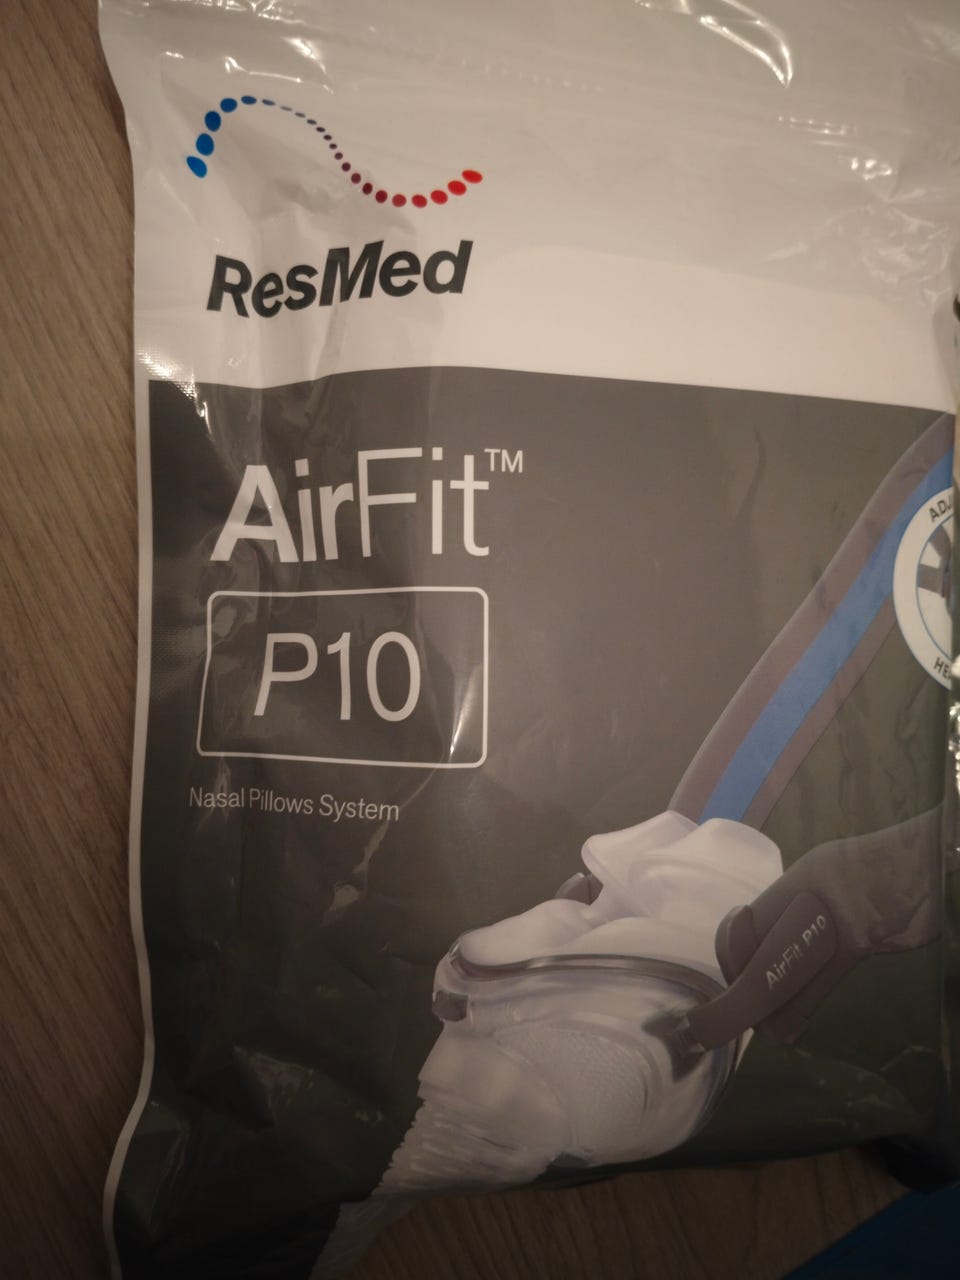 ResMed
AirFit™
P10
Nasal Pillows System
AirFit P10